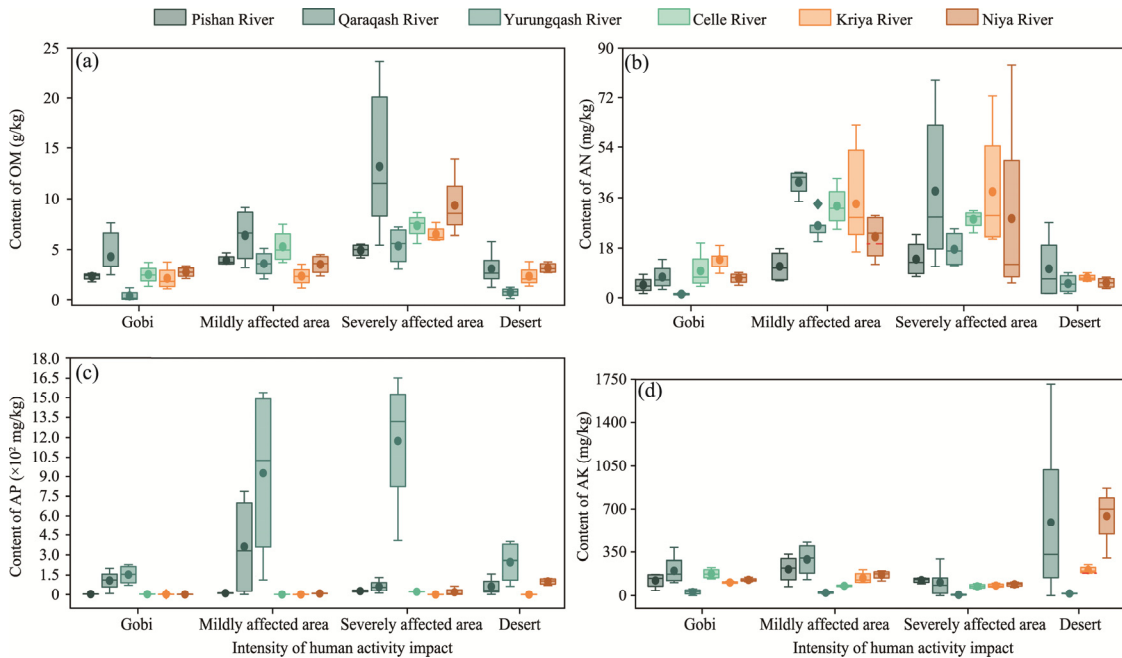 Pishan River Qaraqash River Yurungqash River Celle River Kriya River Niya River
(a)
Content of OM (g/kg)
25
20
15
10
5
0
Gobi Mildly affected area Severely affected area Desert
(b)
Content of AN (mg/kg)
90
72
54
36
18
0
Gobi Mildly affected area Severely affected area Desert
(c)
Content of AP (×10² mg/kg)
18.0
16.5
15.0
13.5
12.0
10.5
9.0
7.5
6.0
4.5
3.0
1.5
0
Gobi Mildly affected area Severely affected area Desert
Intensity of human activity impact
(d)
Content of AK (mg/kg)
1750
1050
700
350
0
Gobi Mildly affected area Severely affected area Desert
Intensity of human activity impact